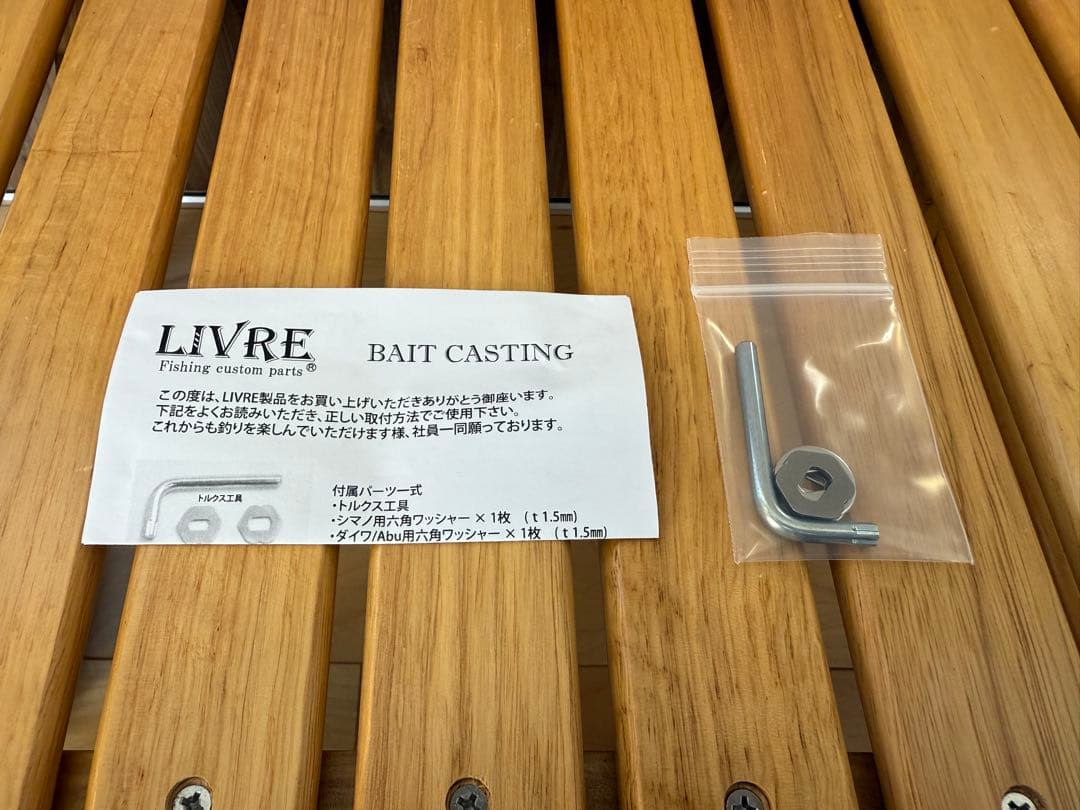 LIVRE
Fishing custom parts®
BAIT CASTING
この度は、LIVRE製品をお買い上げいただきありがとう御座います。
下記をよくお読みいただき、正しい取付方法でご使用下さい。
これからも釣りを楽しんでいただけます様、社員一同願っております。
トルクス工具
付属パーツ一式
・トルクス工具
・シマノ用六角ワッシャー × 1枚 （ｔ1.5㎜）
・ダイワ/Abu用六角ワッシャー × 1枚 （ｔ1.5㎜）